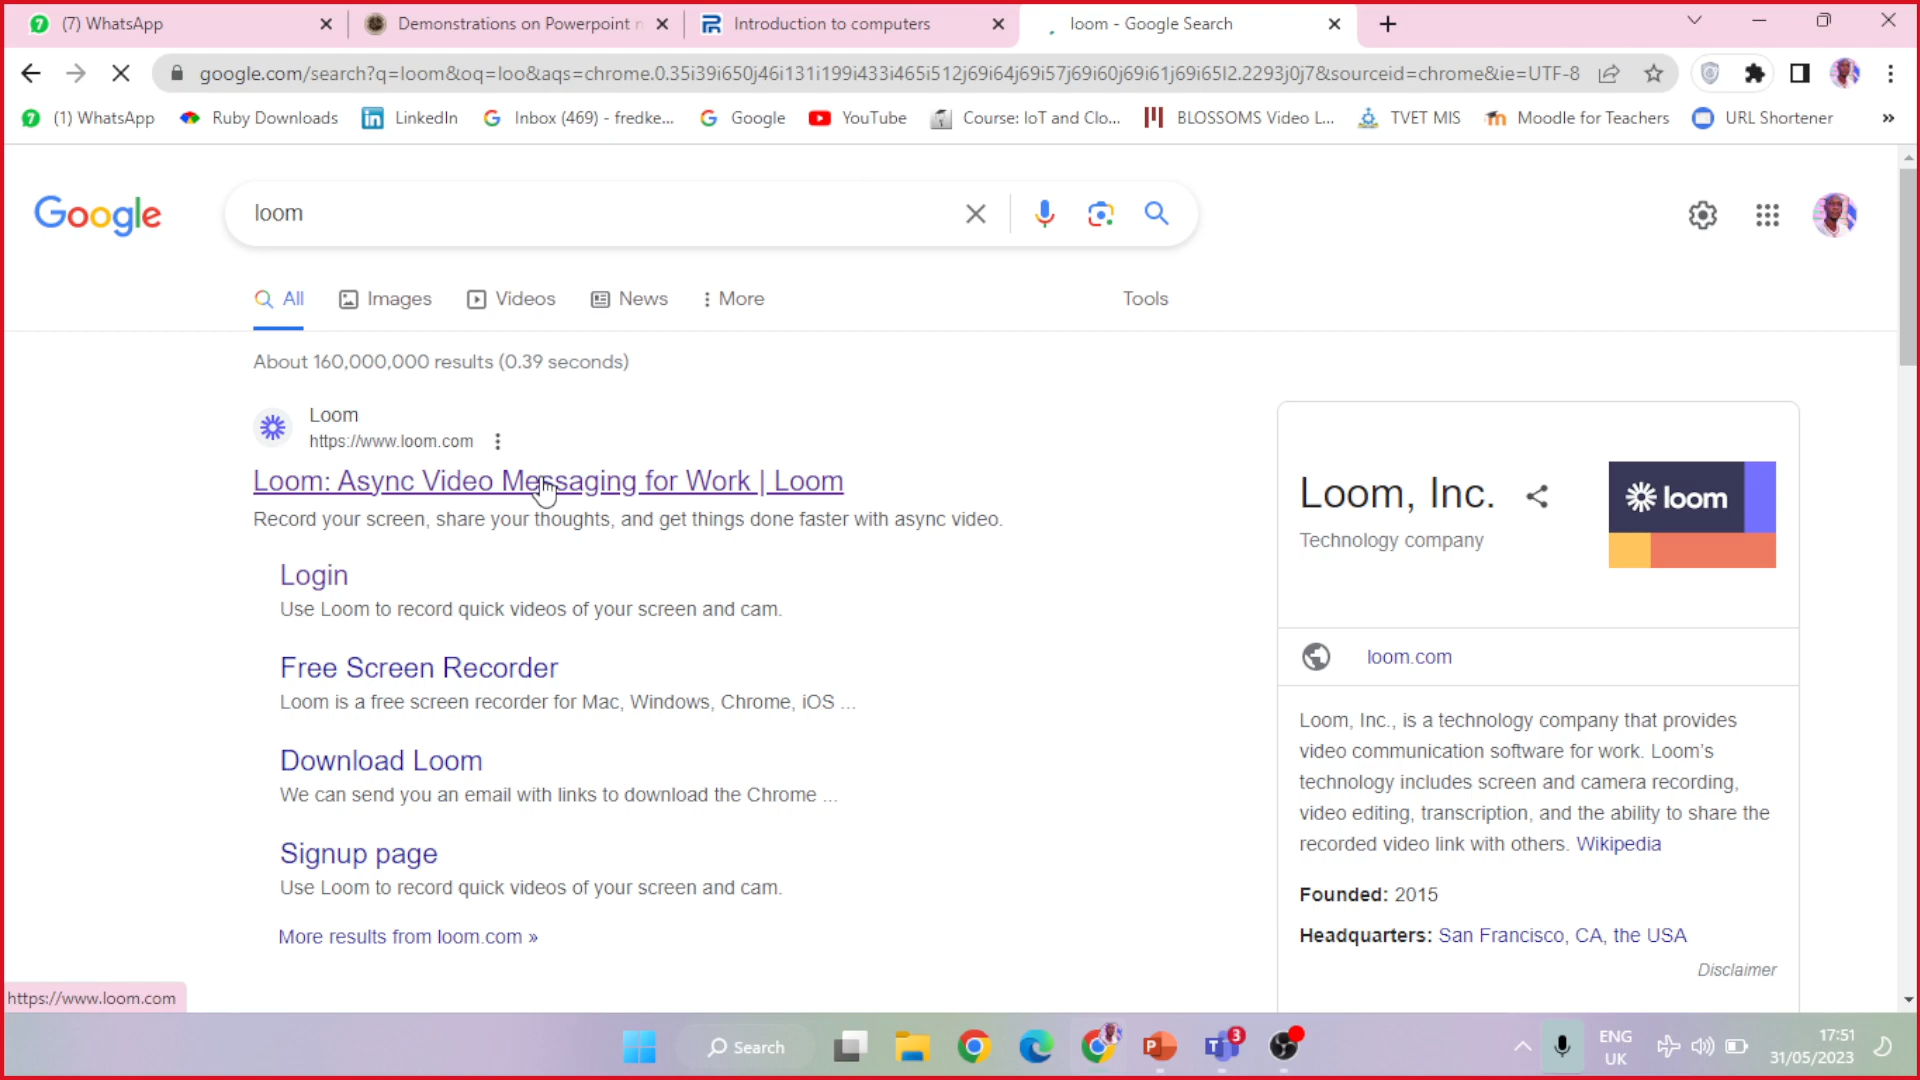 (7) WhatsApp
Demonstrations on Powerpoint
Introduction to computers
loom - Google Search
google.com/search?q=loom&oq=loo&aqs=chrome.0.35i39i650j46i131i199i433i465i512j69i64j69i57j69i60j69i61j69i65l2.2293j0j7&sourceid=chrome&ie=UTF-8
(1) WhatsApp
Ruby Downloads
LinkedIn
Inbox (469) - fredke...
Google
YouTube
Course: IoT and Clo...
BLOSSOMS Video L...
TVET MIS
Moodle for Teachers
URL Shortener
»
Google
loom
All
Images
Videos
News
More
Tools
About 160,000,000 results (0.39 seconds)
Loom
https://www.loom.com
Loom: Async Video Messaging for Work | Loom
Record your screen, share your thoughts, and get things done faster with async video.
Login
Use Loom to record quick videos of your screen and cam.
Free Screen Recorder
Loom is a free screen recorder for Mac, Windows, Chrome, iOS ...
Download Loom
We can send you an email with links to download the Chrome ...
Signup page
Use Loom to record quick videos of your screen and cam.
More results from loom.com »
Loom, Inc.
Technology company
loom
loom.com
Loom, Inc., is a technology company that provides
video communication software for work. Loom's
technology includes screen and camera recording,
video editing, transcription, and the ability to share the
recorded video link with others. Wikipedia
Founded: 2015
Headquarters: San Francisco, CA, the USA
Disclaimer
https://www.loom.com
Search
3
ENG
UK
17:51
31/05/2023